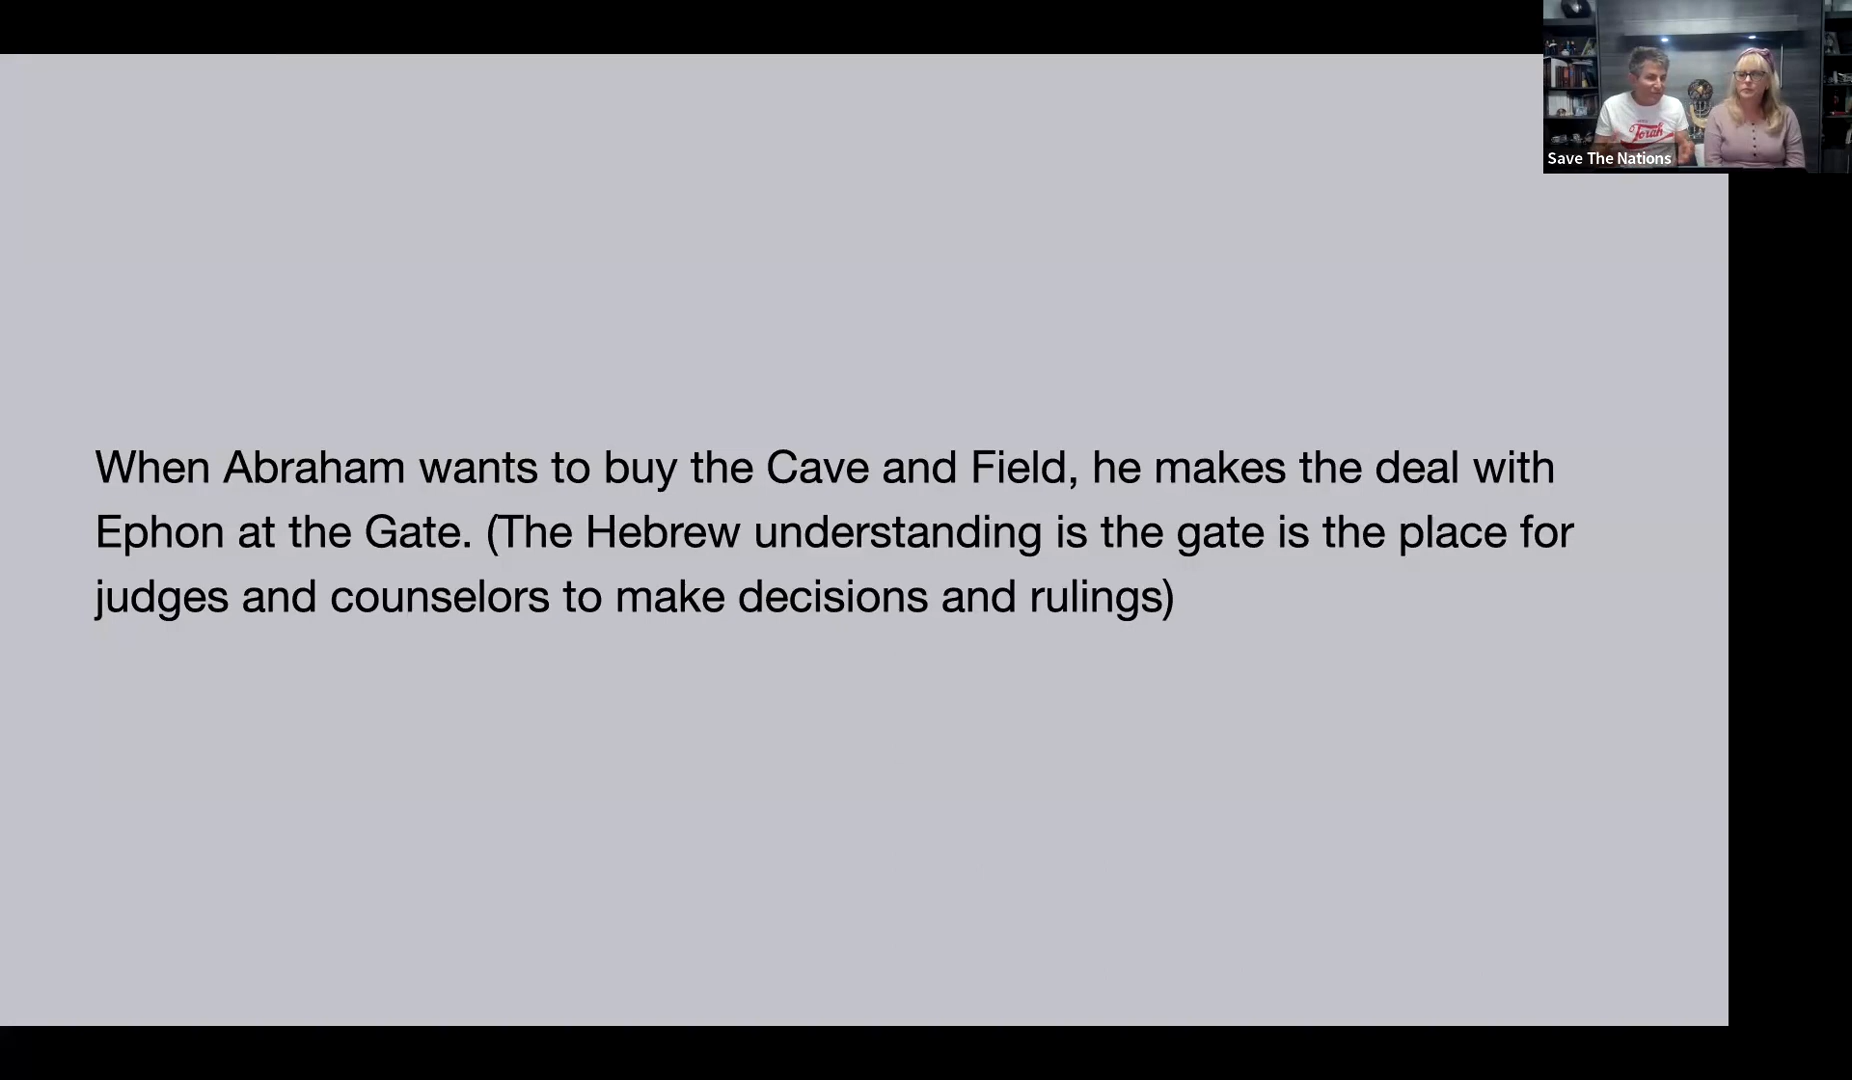 Torah
Save The Nations
When Abraham wants to buy the Cave and Field, he makes the deal with
Ephon at the Gate. (The Hebrew understanding is the gate is the place for
judges and counselors to make decisions and rulings)